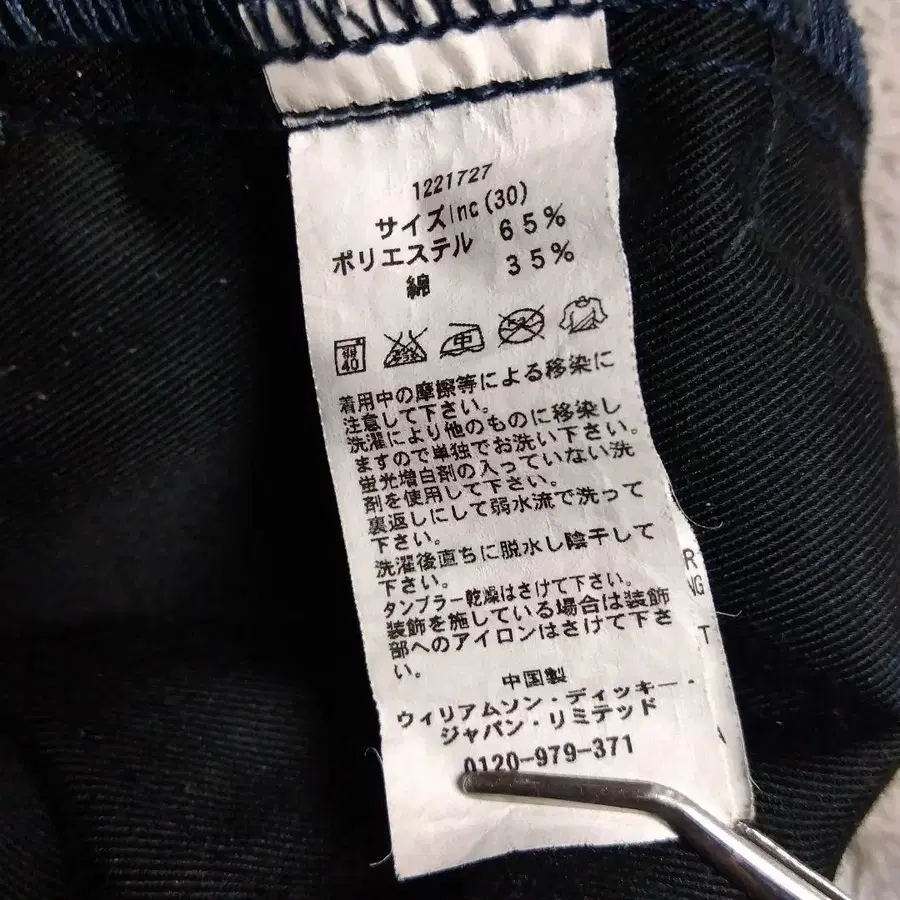 1221727
サイズInc(30)
ポリエステル 65%
綿 35%
40
中
着用中の摩擦等による移染に
注意して下さい。
洗濯により他のものに移染し
ますので単独でお洗い下さい。
蛍光増白剤の入っていない洗
剤を使用して下さい。
裏返しにして弱水流で洗って
下さい。
洗濯後直ちに脱水し陰干しして
下さい。
タンブラー乾燥はさけて下さい。
装飾を施している場合は装飾
部へのアイロンはさけて下さ
い。
中国製
ウィリアムソン・ディッキー・
ジャパン・リミテッド
0120-979-371
R
NG
T